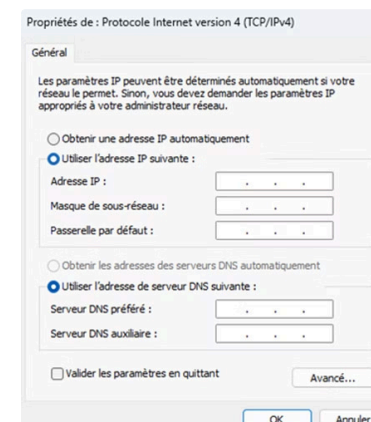 Propriétés de : Protocole Internet version 4 (TCP/IPv4)
Général
Les paramètres IP peuvent être déterminés automatiquement si votre
réseau le permet. Sinon, vous devez demander les paramètres IP
appropriés à votre administrateur réseau.
Obtenir une adresse IP automatiquement
Utiliser l'adresse IP suivante :
Adresse IP :
Masque de sous-réseau :
Passerelle par défaut :
Obtenir les adresses des serveurs DNS automatiquement
Utiliser l'adresse de serveur DNS suivante :
Serveur DNS préféré :
Serveur DNS auxiliaire :
Valider les paramètres en quittant
Avancé...
OK Annuler